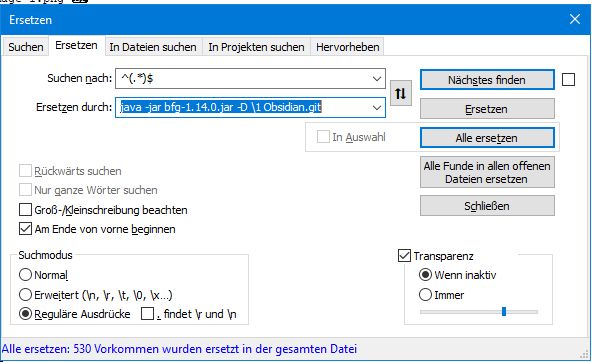 Ersetzen
Suchen Ersetzen In Dateien suchen In Projekten suchen Hervorheben
Suchen nach: ^(.*)$
Nächstes finden
Ersetzen durch: java -jar bfg-1.14.0.jar -D \1 Obsidian.git
Ersetzen
In Auswahl
Alle ersetzen
Rückwärts suchen
Alle Funde in allen offenen
Dateien ersetzen
Nur ganze Wörter suchen
Groß-/Kleinschreibung beachten
Schließen
Am Ende von vorne beginnen
Suchmodus
Transparenz
Normal
Wenn inaktiv
Erweitert (\n, \r, \t, \0, \x...)
Immer
Reguläre Ausdrücke . findet \r und \n
Alle ersetzen: 530 Vorkommen wurden ersetzt in der gesamten Datei